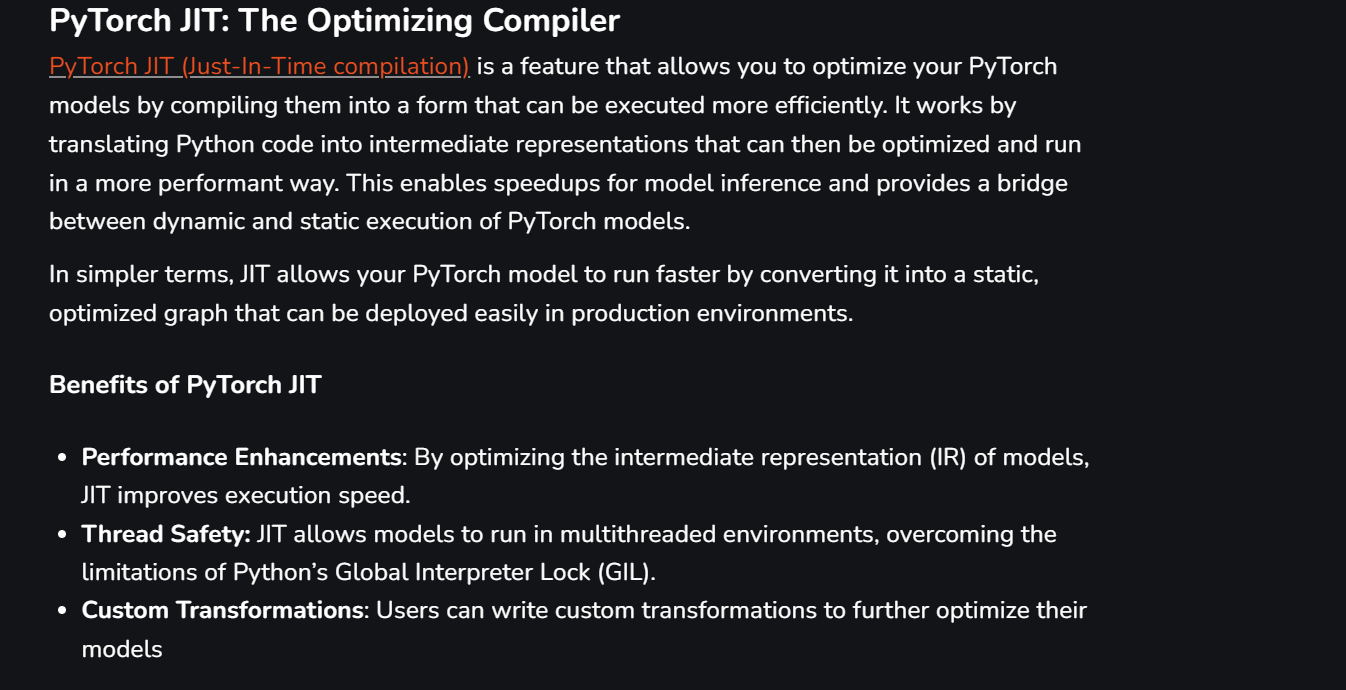 PyTorch JIT: The Optimizing Compiler
PyTorch JIT (Just-In-Time compilation) is a feature that allows you to optimize your PyTorch
models by compiling them into a form that can be executed more efficiently. It works by
translating Python code into intermediate representations that can then be optimized and run
in a more performant way. This enables speedups for model inference and provides a bridge
between dynamic and static execution of PyTorch models.
In simpler terms, JIT allows your PyTorch model to run faster by converting it into a static,
optimized graph that can be deployed easily in production environments.
Benefits of PyTorch JIT
• Performance Enhancements: By optimizing the intermediate representation (IR) of models,
JIT improves execution speed.
• Thread Safety: JIT allows models to run in multithreaded environments, overcoming the
limitations of Python’s Global Interpreter Lock (GIL).
• Custom Transformations: Users can write custom transformations to further optimize their
models